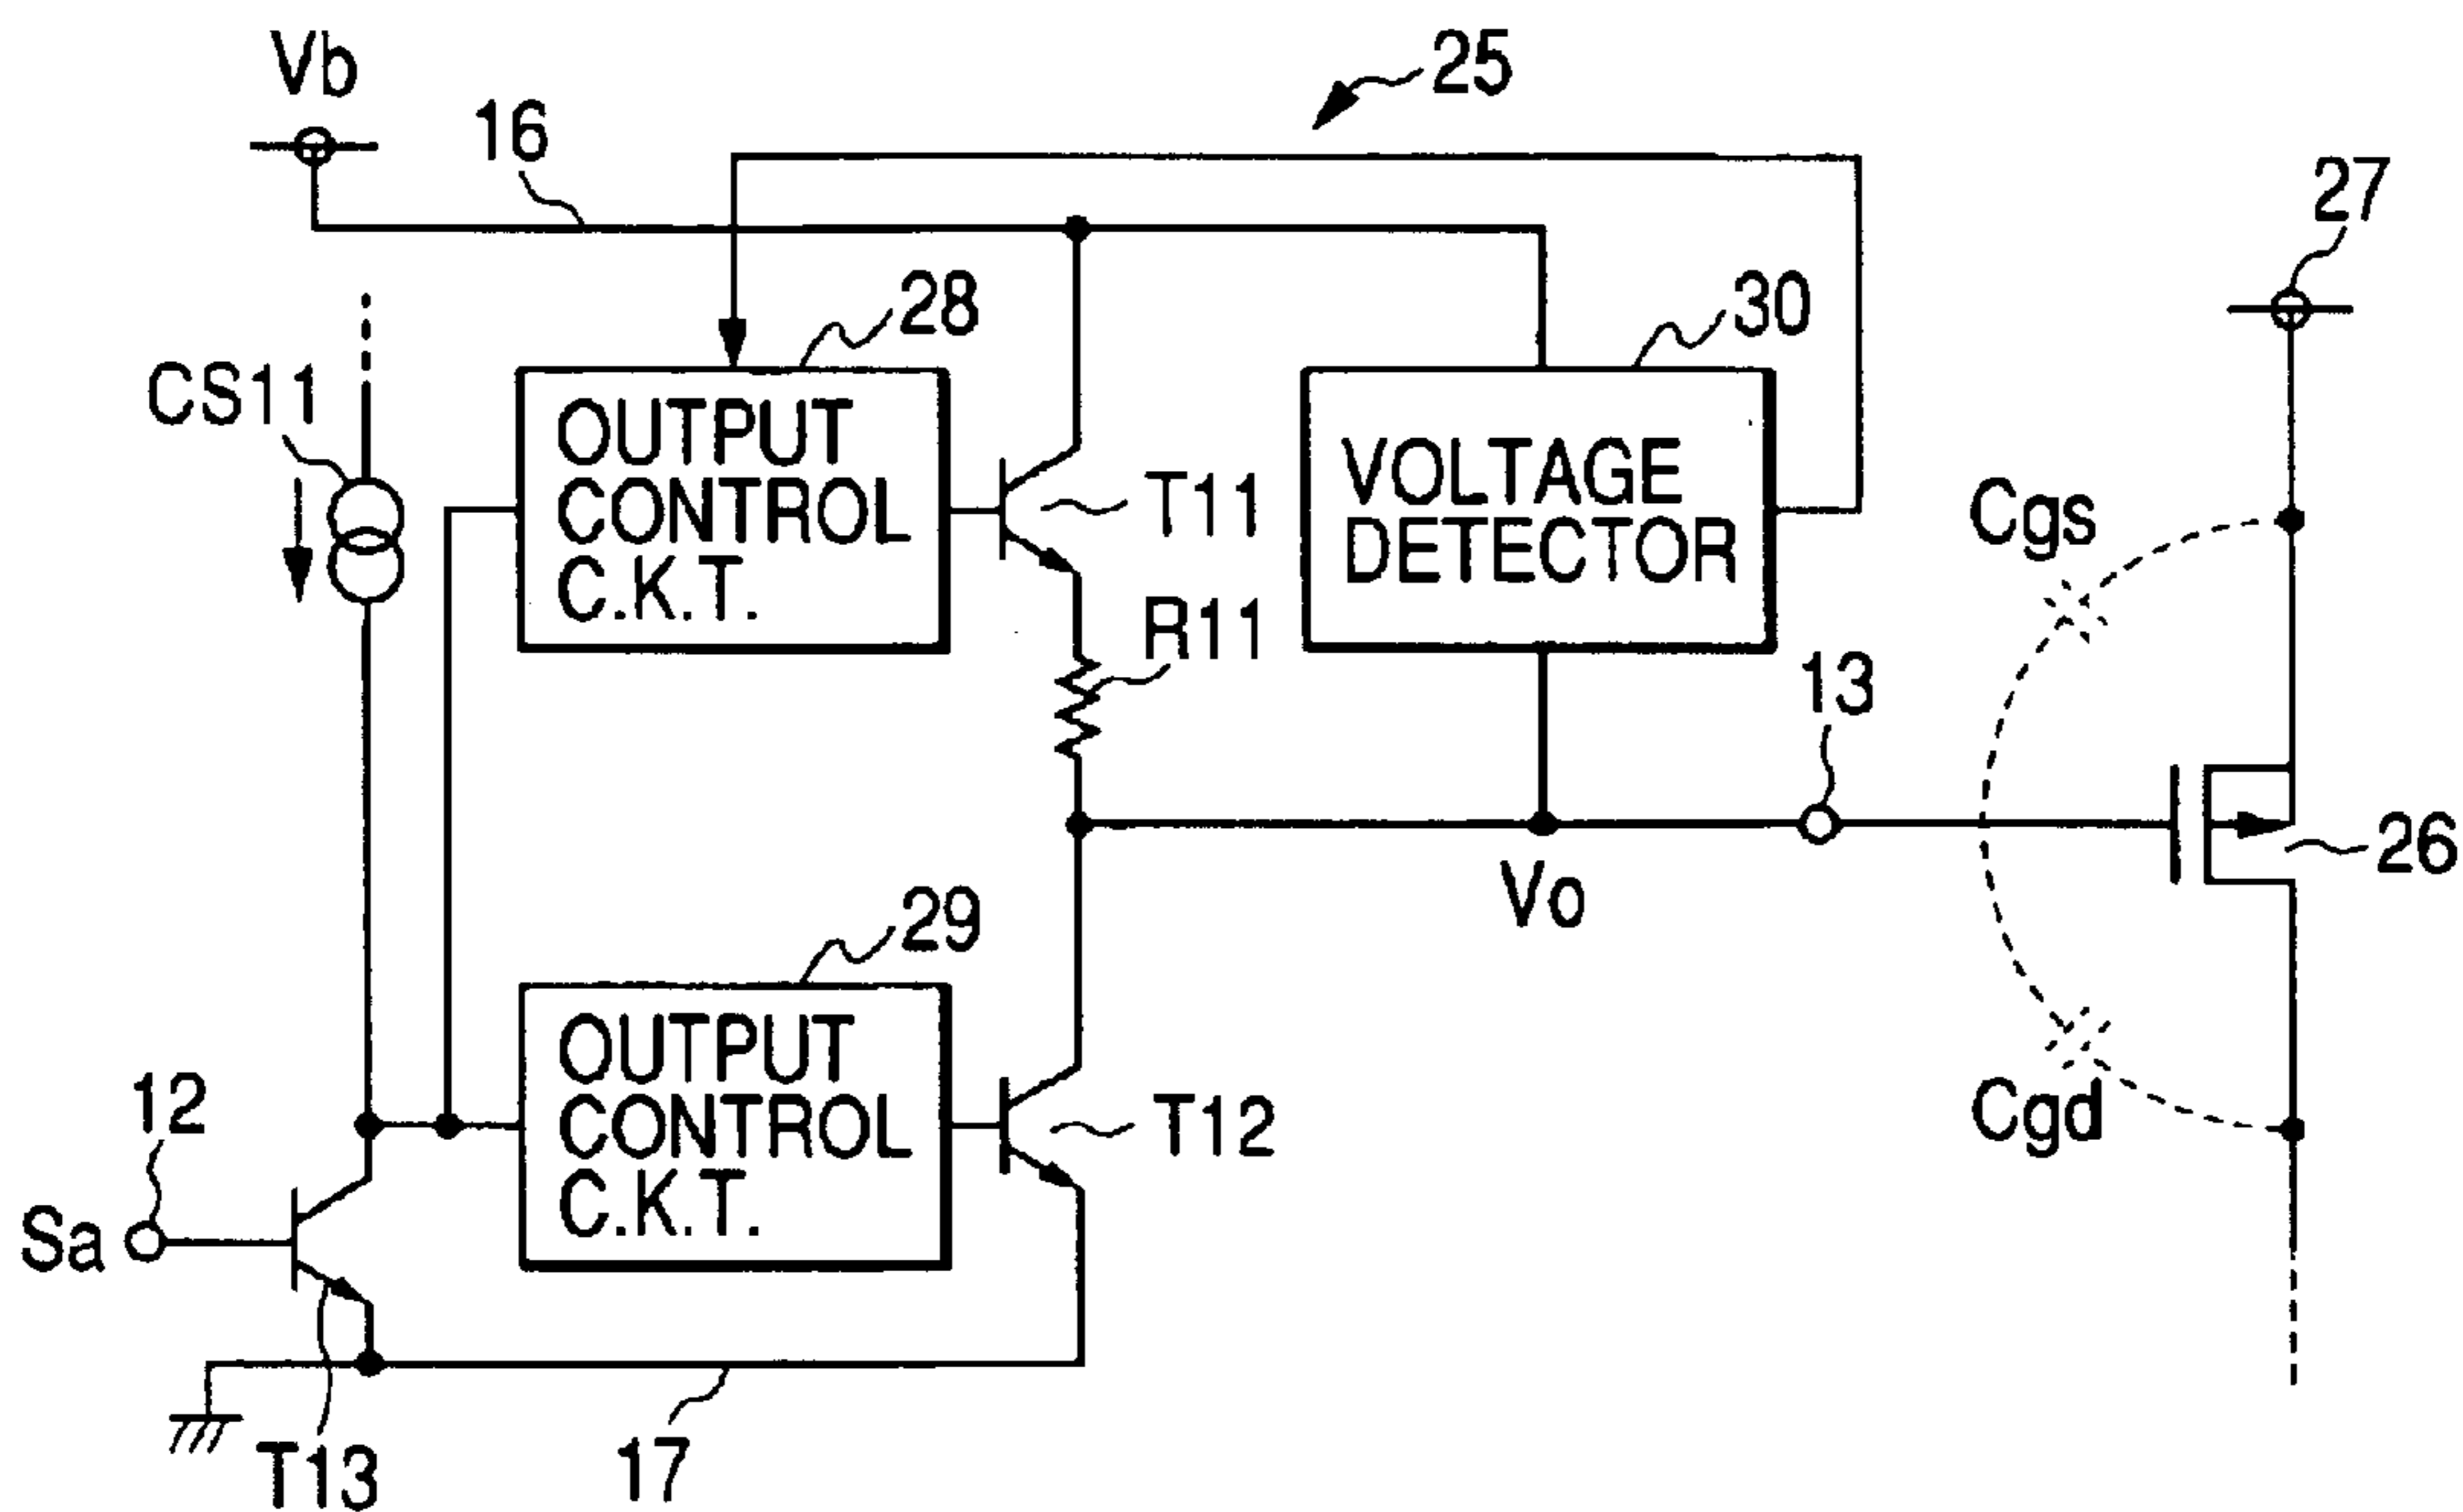 Vb
16
25
27
28
30
CS11
OUTPUT
CONTROL
C.K.T.
T11
R11
VOLTAGE
DETECTOR
Cgs
13
26
Vo
29
12
OUTPUT
CONTROL
C.K.T.
T12
Cgd
Sa
T13
17